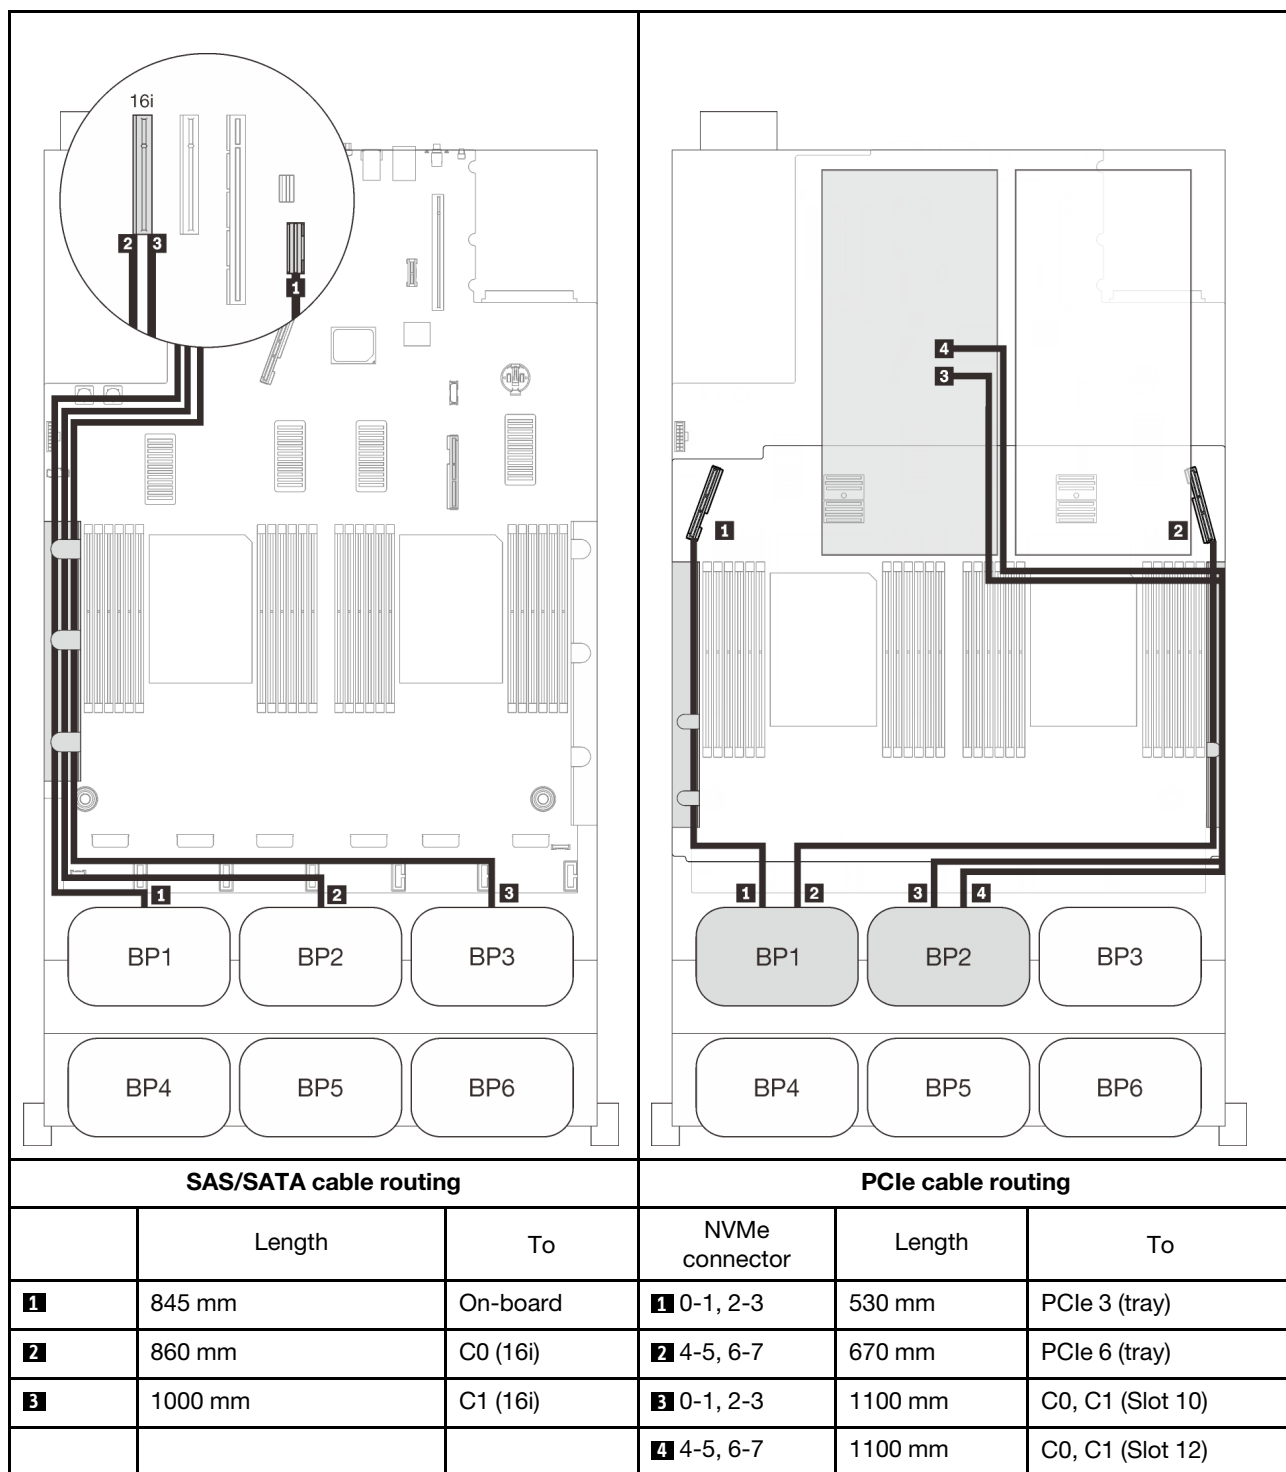 16i
2 3
1
1
2
3
BP1
BP2
BP3
BP4
BP5
BP6
4
3
1
2
1
2
3
4
BP1
BP2
BP3
BP4
BP5
BP6
SAS/SATA cable routing
PCIe cable routing
Length
To
NVMe connector
Length
To
1
845 mm
On-board
1 0-1, 2-3
530 mm
PCIe 3 (tray)
2
860 mm
C0 (16i)
2 4-5, 6-7
670 mm
PCIe 6 (tray)
3
1000 mm
C1 (16i)
3 0-1, 2-3
1100 mm
C0, C1 (Slot 10)
4 4-5, 6-7
1100 mm
C0, C1 (Slot 12)